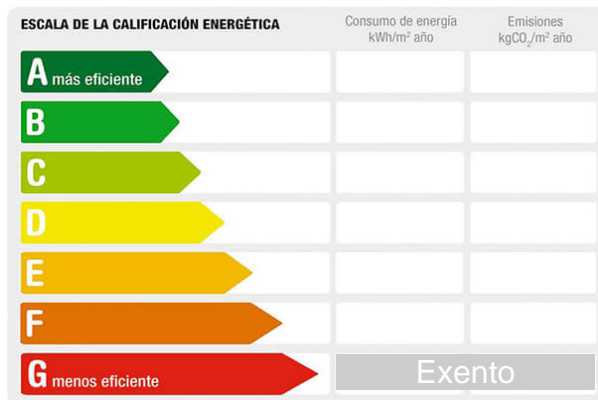 ESCALA DE LA CALIFICACIÓN ENERGÉTICA
Consumo de energía
kWh/m² año
Emisiones
kgCO₂/m² año
A más eficiente
B
C
D
E
F
G menos eficiente
Exento